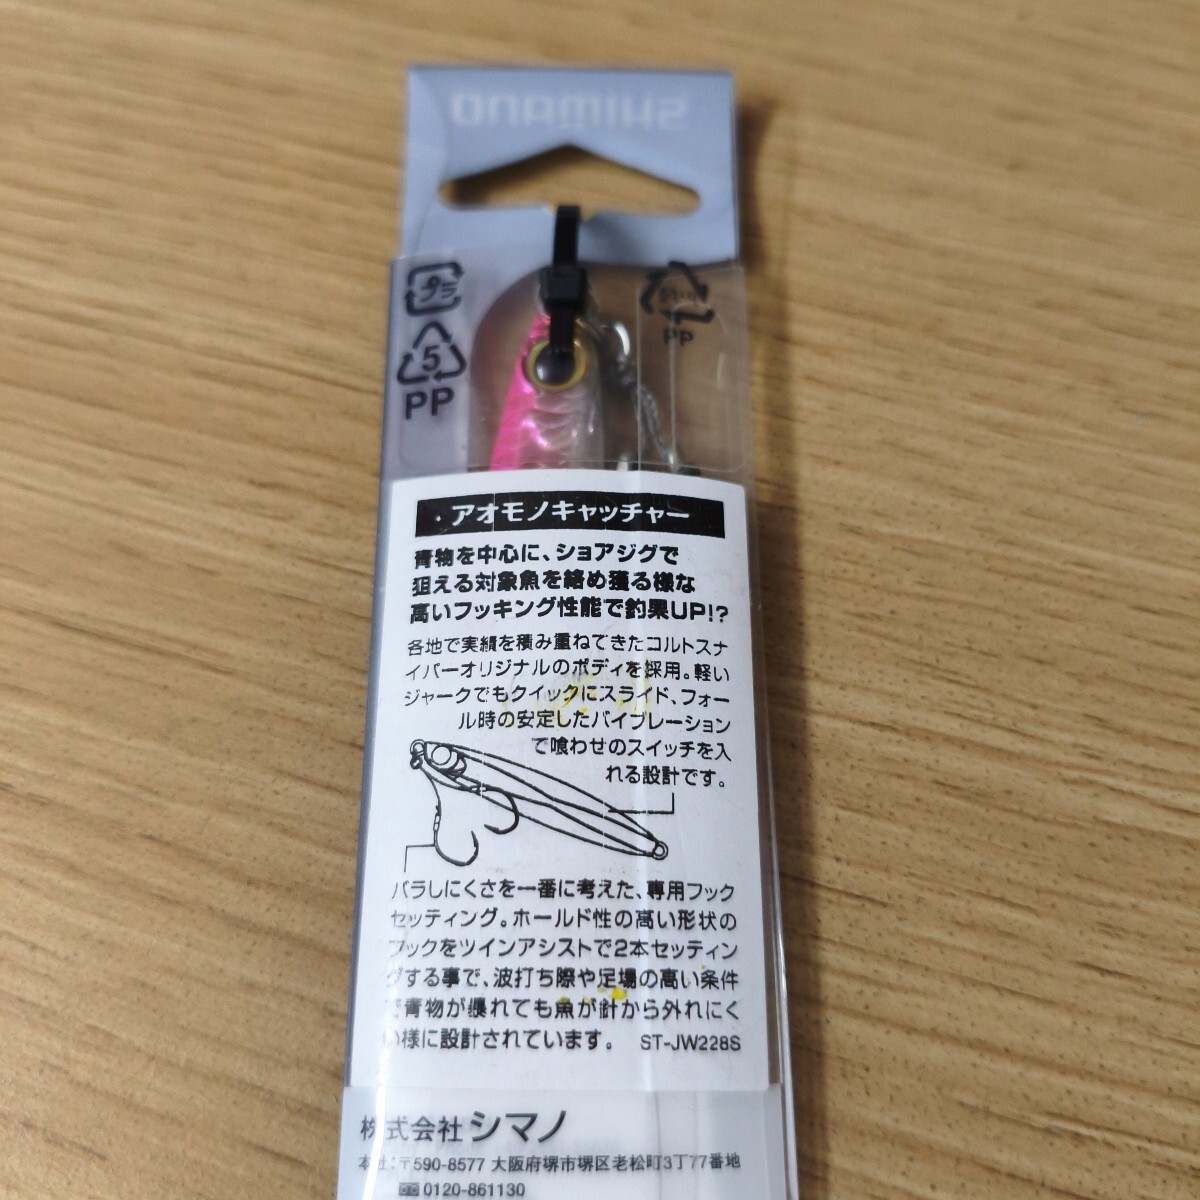 SHIMANO
プラ
5
PP
PP
アオモノキャッチャー
青物を中心に、ショアジグで
狙える対象魚を絡め獲る様な
高いフッキング性能で釣果UP!?
各地で実績を積み重ねてきたコルトスナ
イパーオリジナルのボディを採用。軽い
ジャークでもクイックにスライド、フォー
ル時の安定したバイブレーション
で喰わせのスイッチを入
れる設計です。
バラしにくさを一番に考えた、専用フック
セッティング。ホールド性の高い形状の
フックをツインアシストで2本セッティン
グする事で、波打ち際や足場の高い条件
で青物が暴れても魚が針から外れにく
い様に設計されています。 ST-JW228S
株式会社 シマノ
本社:〒590-8577 大阪府堺市堺区老松町3丁77番地
0120-861130